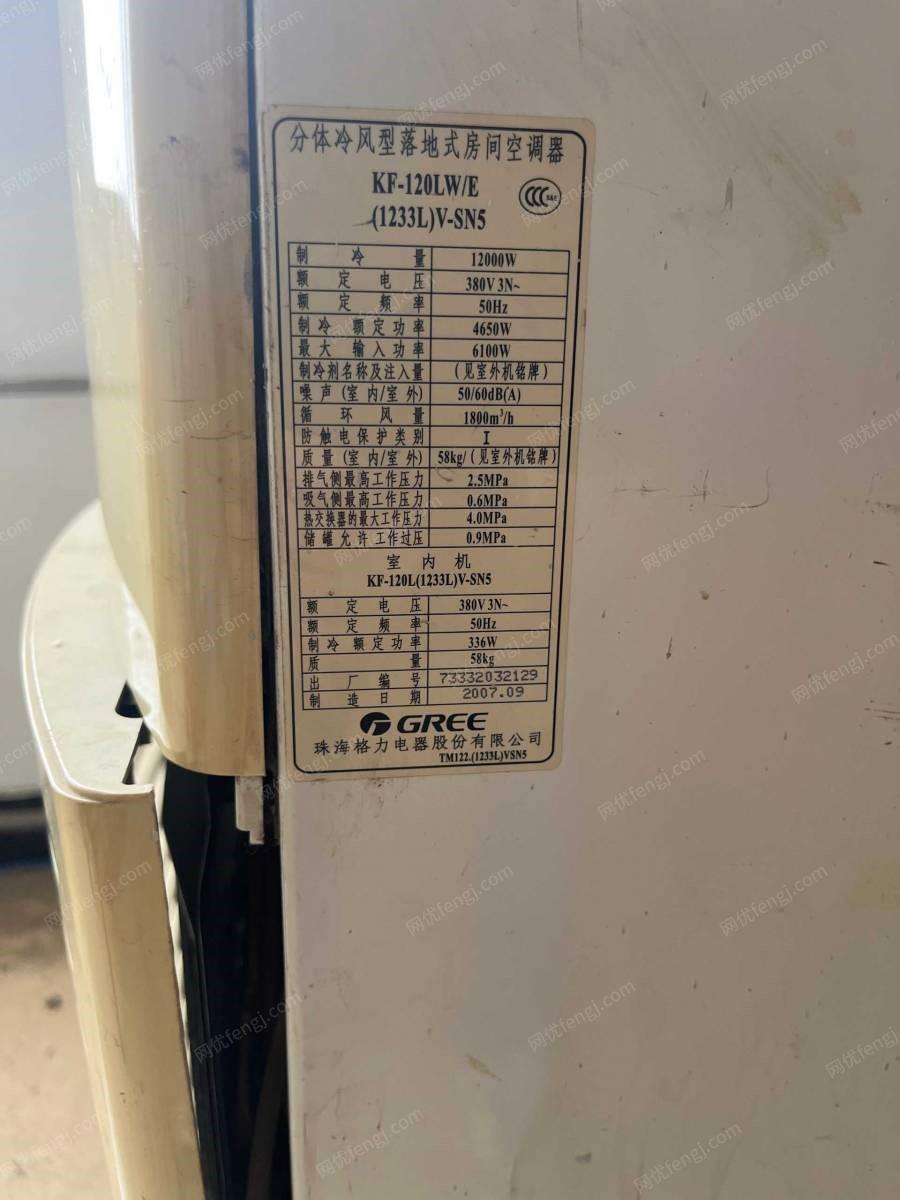 分体冷风型落地式房间空调器
KF-120LW/E
(1233L)V-SN5
CCC S&E
制冷量 12000W
额定电压 380V 3N~
额定频率 50Hz
制冷额定功率 4650W
最大输入功率 6100W
制冷剂名称及注入量 (见室外机铭牌)
噪声(室内/室外) 50/60dB(A)
循环风量 1800m³/h
防触电保护类别 I
质量(室内/室外) 58kg/(见室外机铭牌)
排气侧最高工作压力 2.5MPa
吸气侧最高工作压力 0.6MPa
热交换器的最大工作压力 4.0MPa
储罐允许工作过压 0.9MPa
室内机
KF-120L(1233L)V-SN5
额定电压 380V 3N~
额定频率 50Hz
制冷额定功率 336W
质量 58kg
出厂编号 73332032129
制造日期 2007.09
GREE
珠海格力电器股份有限公司
TM122.(1233L)VSN5
网优fengj.com